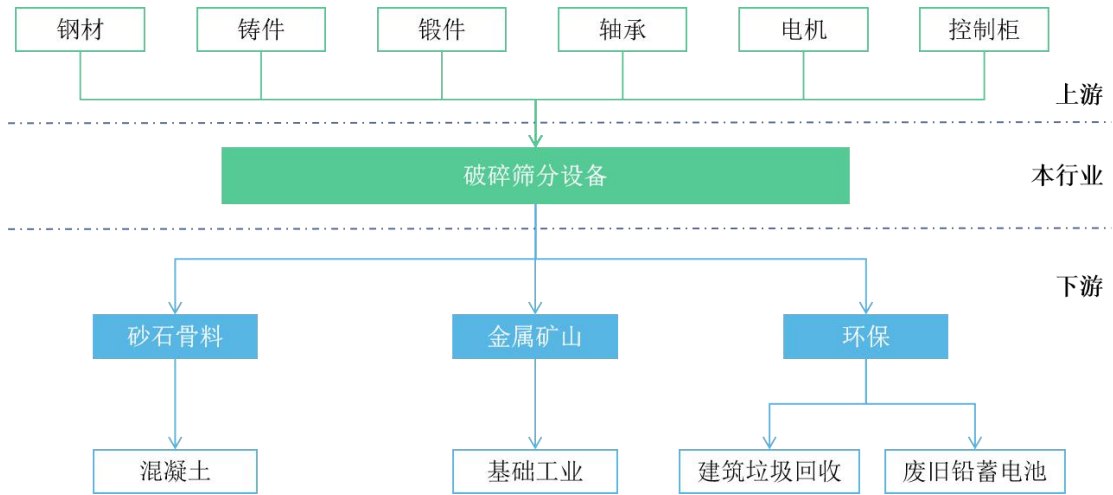 钢材 铸件 锻件 轴承 电机 控制柜
上游
破碎筛分设备 本行业
下游
砂石骨料 金属矿山 环保
混凝土 基础工业 建筑垃圾回收 废旧铅蓄电池